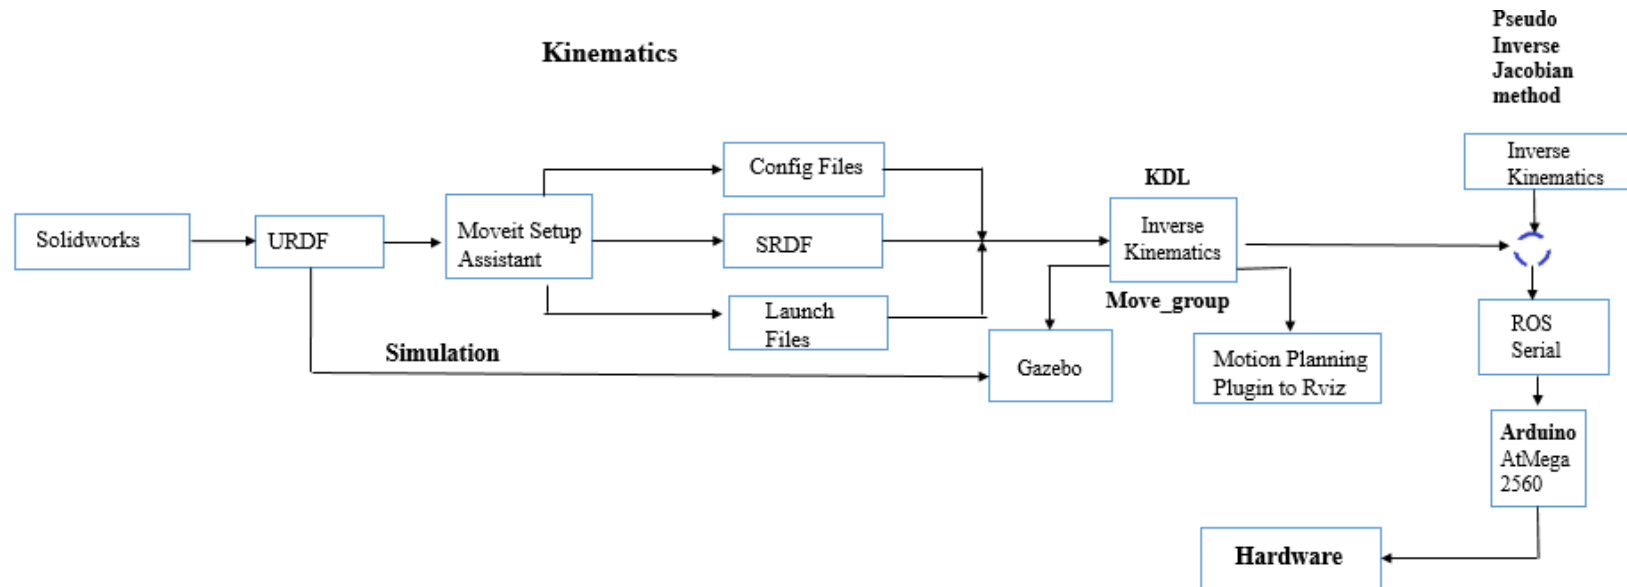 Kinematics
Pseudo
Inverse
Jacobian
method
Solidworks
URDF
Moveit Setup
Assistant
Config Files
SRDF
Launch
Files
KDL
Inverse
Kinematics
Move_group
Inverse
Kinematics
Simulation
Gazebo
Motion Planning
Plugin to Rviz
ROS
Serial
Arduino
AtMega
2560
Hardware